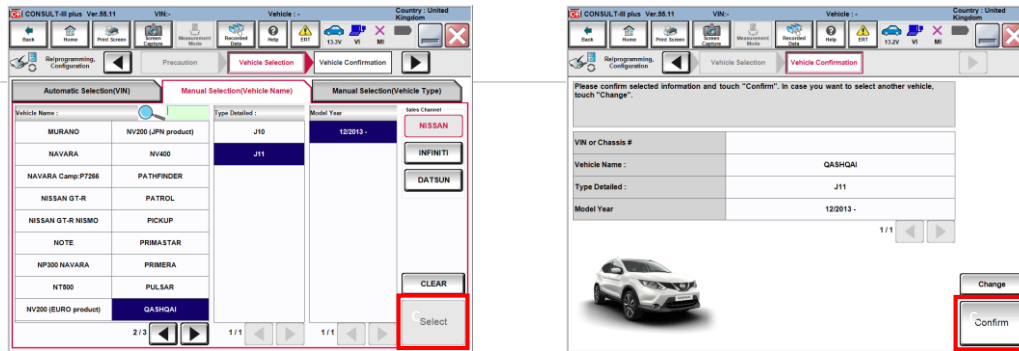 CONSULT-III plus Ver.55.11
VIN:-
Vehicle : -
Country : United Kingdom
Back
Home
Print Screen
Screen Capture
Measurement Mode
Recorded Data
Help
ERT
13.3V
VI
MI
Re/programming, Configuration
Precaution
Vehicle Selection
Vehicle Confirmation
Automatic Selection(VIN)
Manual Selection(Vehicle Name)
Manual Selection(Vehicle Type)
Vehicle Name :
Type Detailed :
Model Year
Sales Channel
MURANO
NV200 (JPN product)
J10
12/2013 -
NISSAN
NAVARA
NV400
J11
INFINITI
NAVARA Camp:P7266
PATHFINDER
DATSUN
NISSAN GT-R
PATROL
NISSAN GT-R NISMO
PICKUP
NOTE
PRIMASTAR
NP300 NAVARA
PRIMERA
NT500
PULSAR
CLEAR
NV200 (EURO product)
QASHQAI
Select
2/3
1/1
1/1
CONSULT-III plus Ver.55.11
VIN:-
Vehicle : -
Country : United Kingdom
Back
Home
Print Screen
Screen Capture
Measurement Mode
Recorded Data
Help
ERT
13.2V
VI
MI
Re/programming, Configuration
Vehicle Selection
Vehicle Confirmation
Please confirm selected information and touch "Confirm". In case you want to select another vehicle,
touch "Change".
VIN or Chassis #
Vehicle Name :
QASHQAI
Type Detailed :
J11
Model Year
12/2013 -
1/1
Change
Confirm